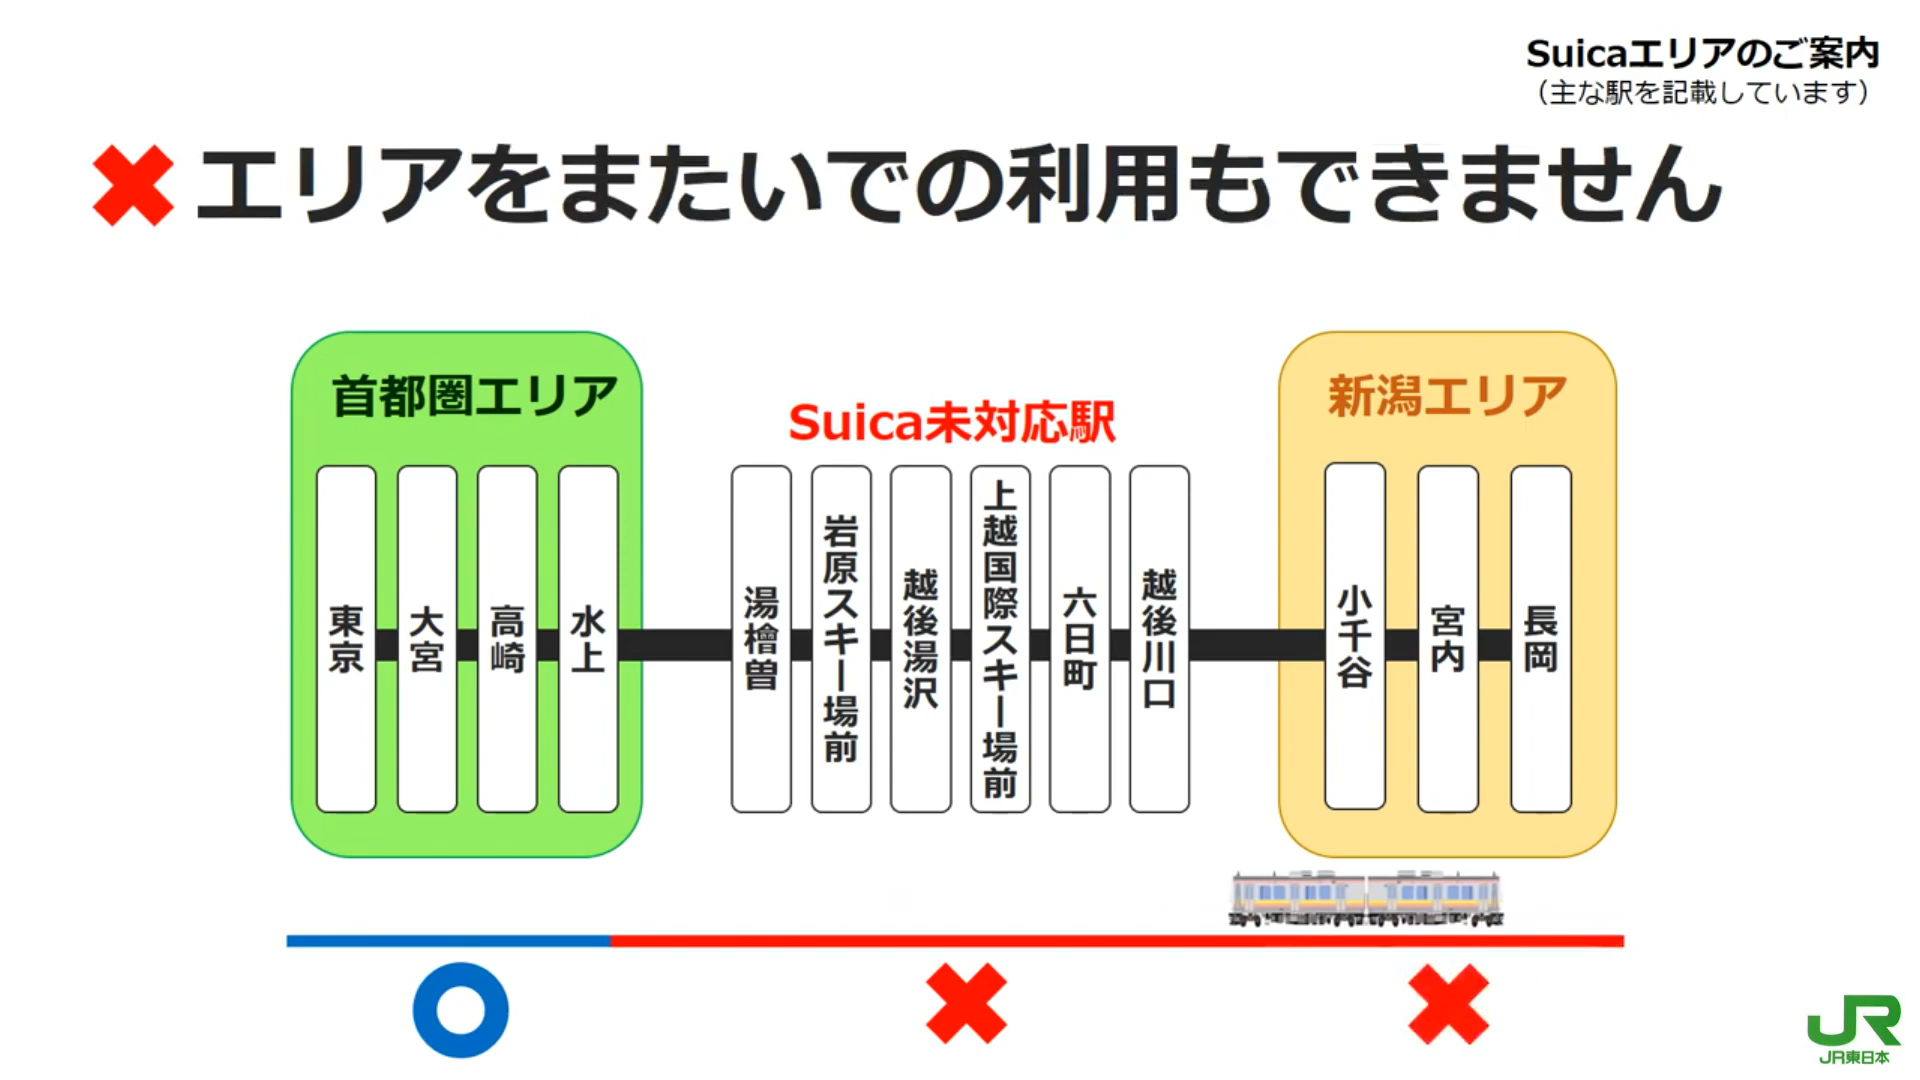 Suicaエリアのご案内
（主な駅を記載しています）
エリアをまたいでの利用もできません
首都圏エリア
Suica未対応駅
新潟エリア
東京
大宮
高崎
水上
湯檜曽
岩原スキー場前
越後湯沢
上越国際スキー場前
六日町
越後川口
小千谷
宮内
長岡
JR
JR東日本